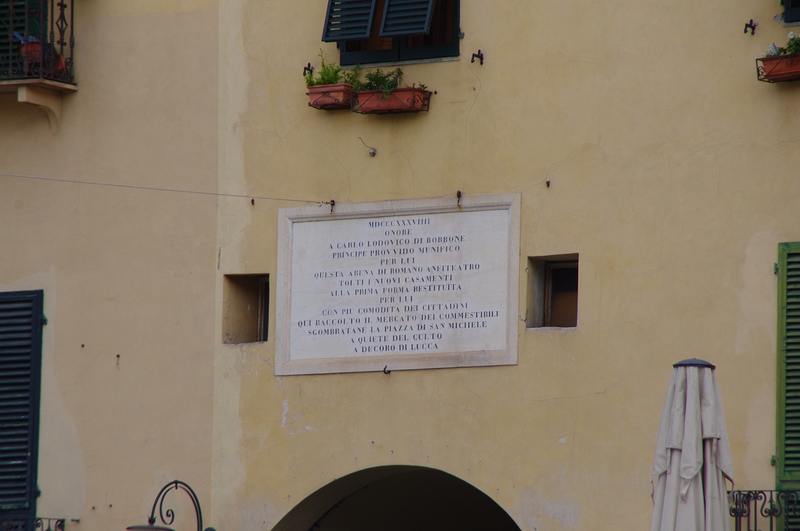 MDCCCXXXVIIII
ONORE
A CARLO LODOVICO DI BORBONE
PRINCIPE PROVVIDO MUNIFICO
PER LUI
QUESTA ARENA DI ROMANO ANFITEATRO
TOLTI I NUOVI CASAMENTI
ALLA PRIMA FORMA RESTITUITA
PER LUI
CON PIU COMODITA DEI CITTADINI
QUI RACCOLTO IL MERCATO DEI COMMESTIBILI
SGOMBRATANE LA PIAZZA DI SAN MICHELE
A QUIETE DEL CULTO
A DECORO DI LUCCA